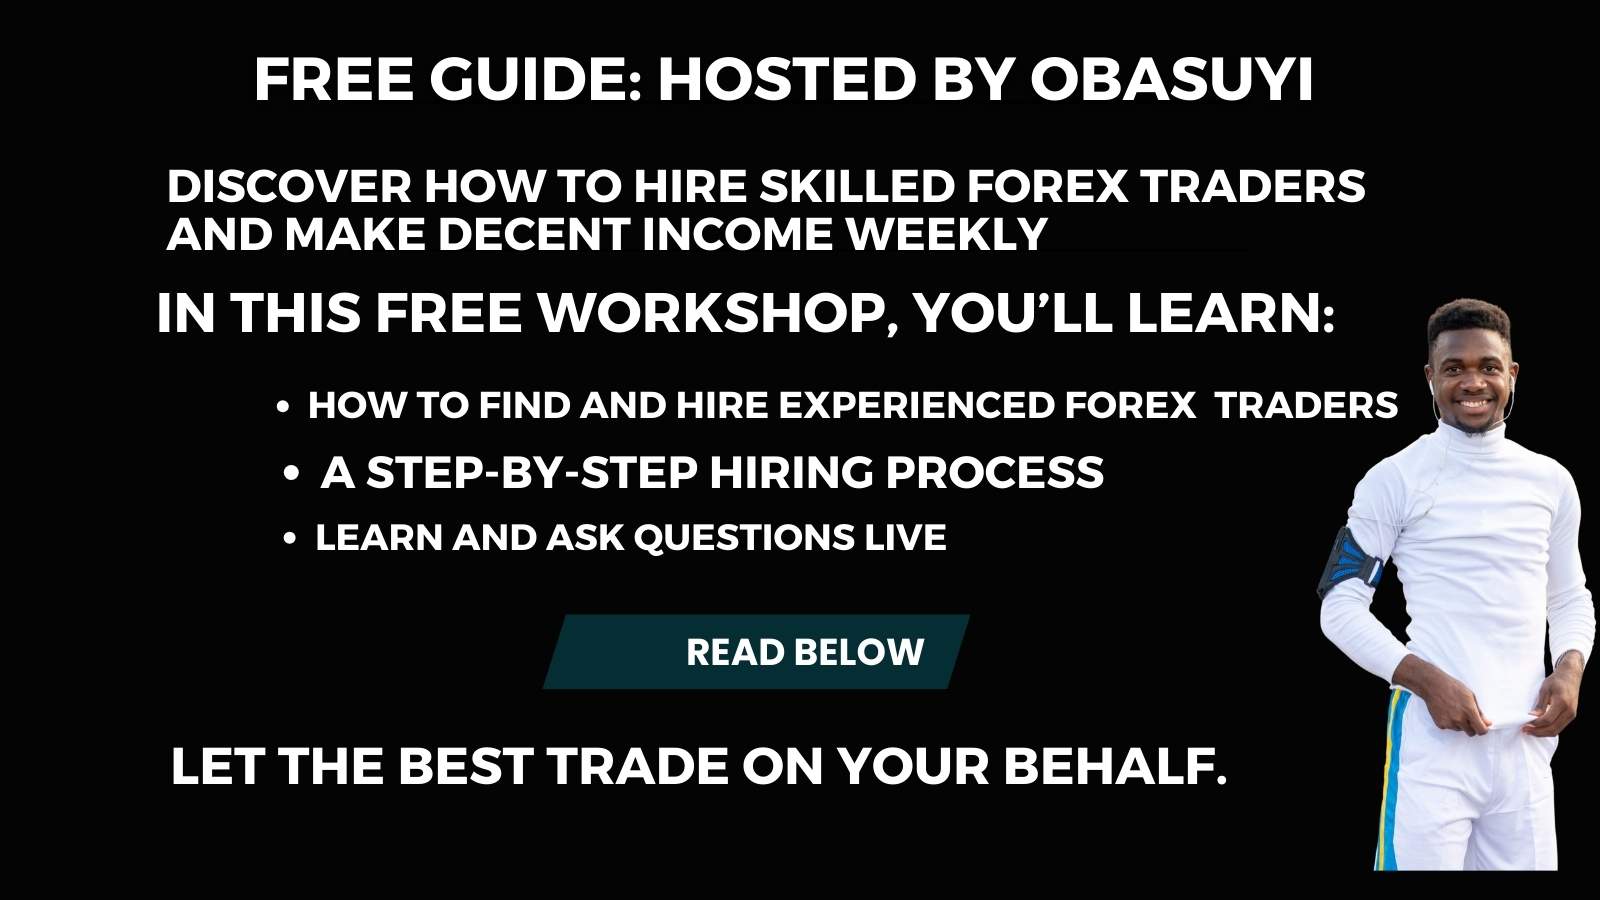 FREE GUIDE: HOSTED BY OBASUYI
DISCOVER HOW TO HIRE SKILLED FOREX TRADERS
AND MAKE DECENT INCOME WEEKLY
IN THIS FREE WORKSHOP, YOU’LL LEARN:
• HOW TO FIND AND HIRE EXPERIENCED FOREX TRADERS
• A STEP-BY-STEP HIRING PROCESS
• LEARN AND ASK QUESTIONS LIVE
READ BELOW
LET THE BEST TRADE ON YOUR BEHALF.